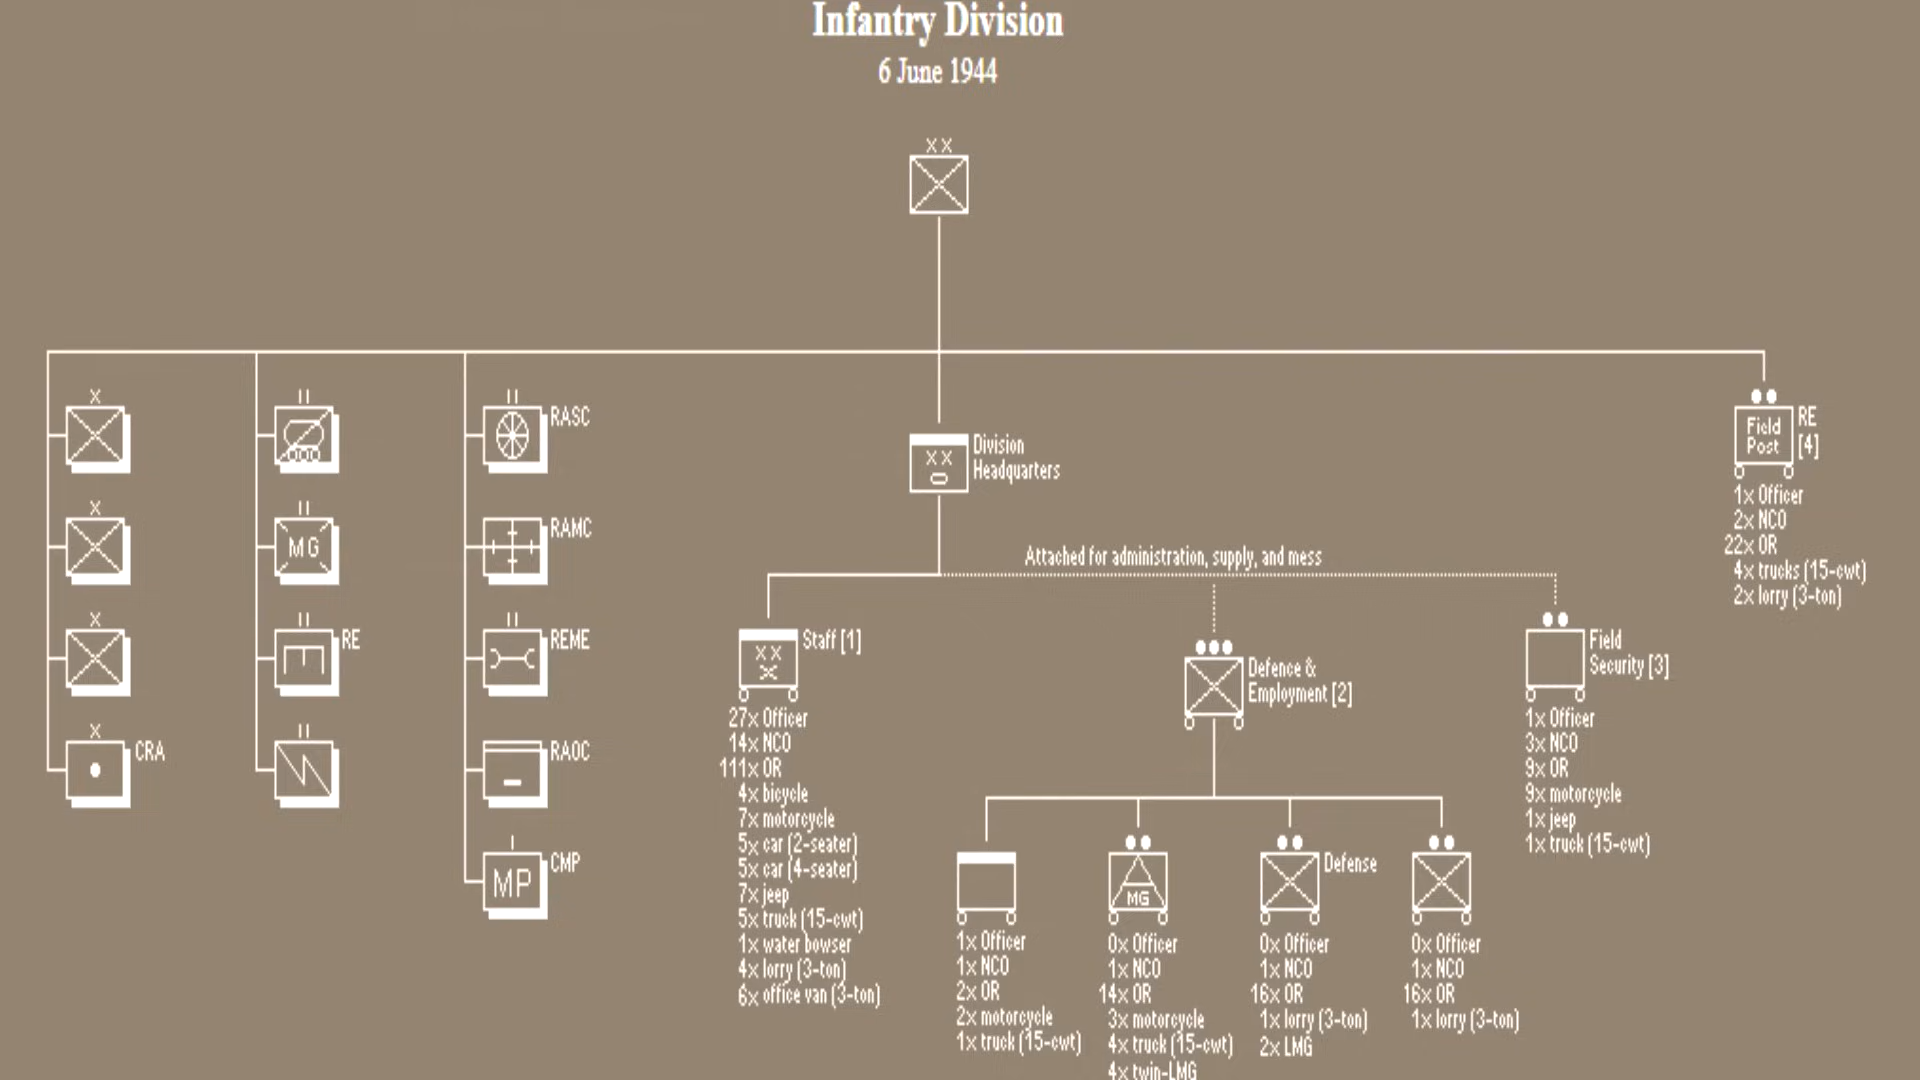 Infantry Division
6 June 1944
XX
X
II
II
RASC
RE
[4]
Field
Post
X
II
MG
II
RAMC
X
II
RE
II
REME
X
CRA
II
RAOC
I
MP
CMP
XX
Division
Headquarters
Attached for administration, supply, and mess
XX
Staff [1]
27x Officer
14x NCO
111x OR
4x bicycle
7x motorcycle
5x car (2-seater)
5x car (4-seater)
7x jeep
5x truck (15-cwt)
1x water bowser
4x lorry (3-ton)
6x office van (3-ton)
Defence &
Employment [2]
1x Officer
1x NCO
2x OR
2x motorcycle
1x truck (15-cwt)
MG
0x Officer
1x NCO
14x OR
3x motorcycle
4x truck (15-cwt)
4x twin-LMG
Defense
0x Officer
1x NCO
16x OR
1x lorry (3-ton)
2x LMG
0x Officer
1x NCO
16x OR
1x lorry (3-ton)
Field
Security [3]
1x Officer
3x NCO
9x OR
9x motorcycle
1x jeep
1x truck (15-cwt)
1x Officer
2x NCO
22x OR
4x trucks (15-cwt)
2x lorry (3-ton)